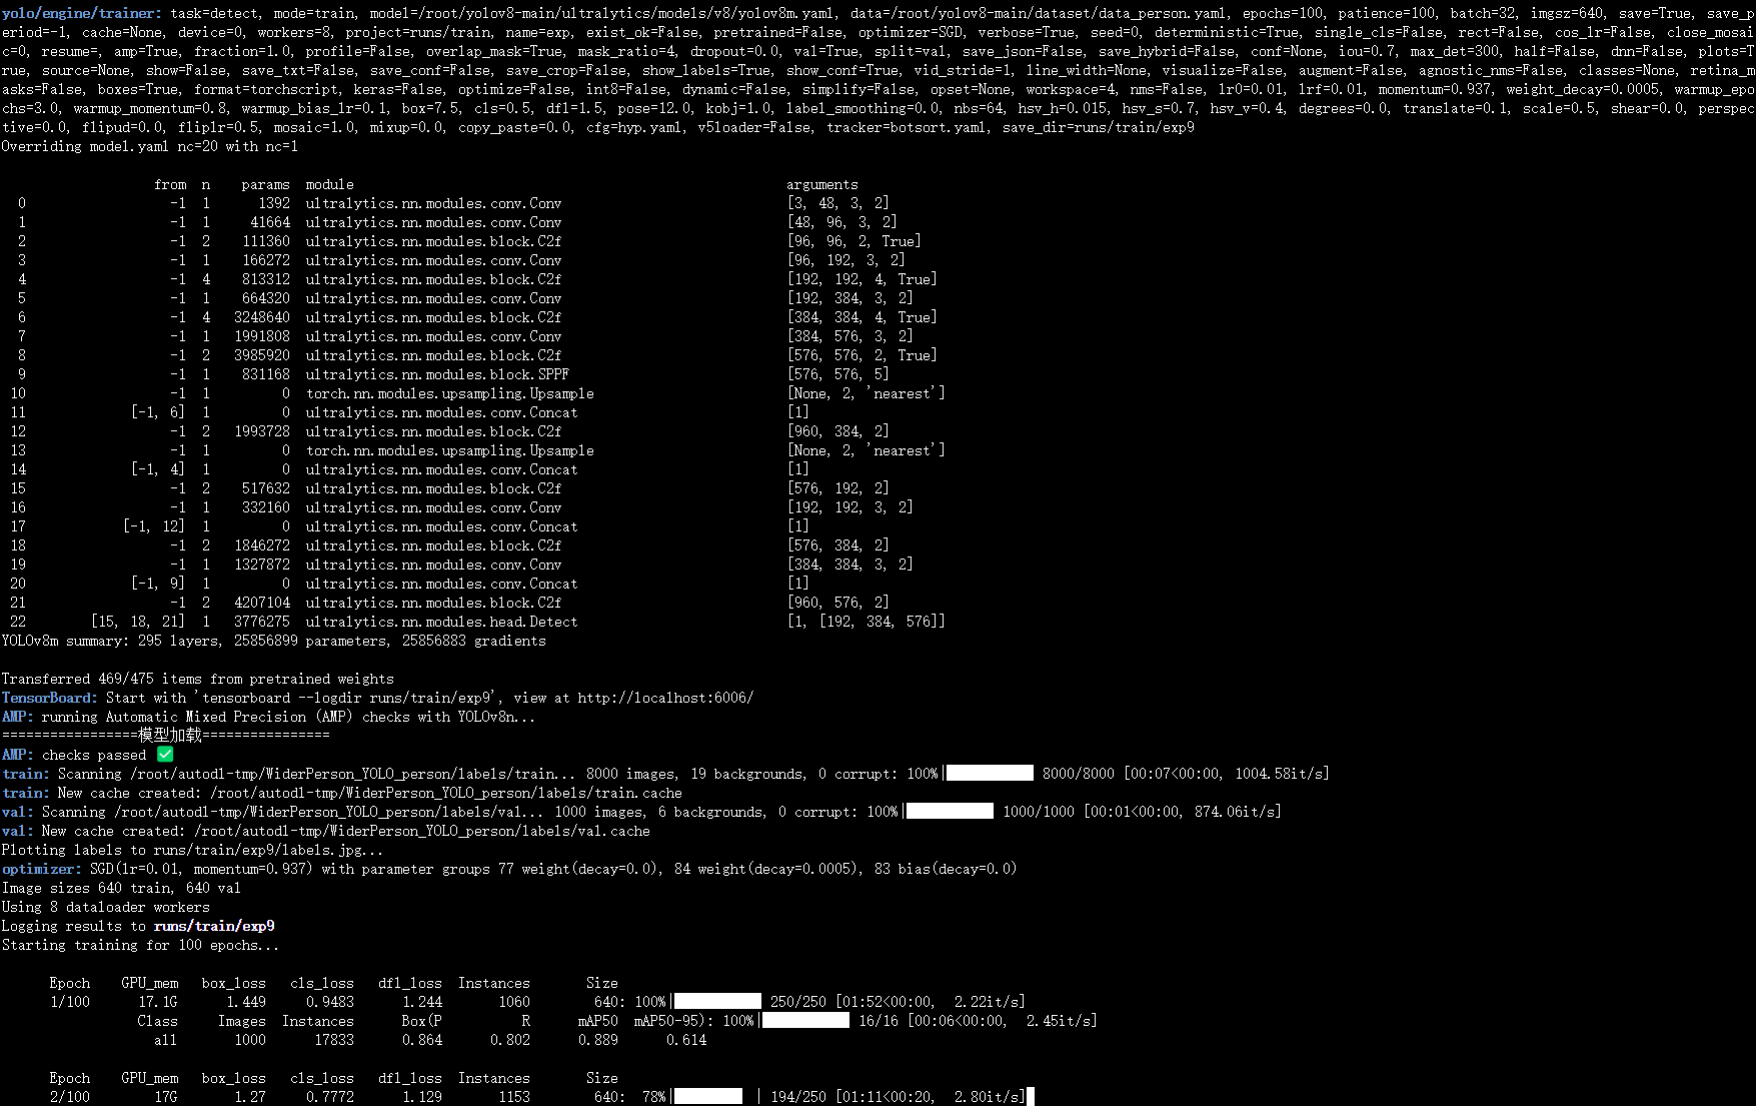 yolo/engine/trainer: task=detect, mode=train, model=/root/yolov8-main/ultralytics/models/v8/yolov8m.yaml, data=/root/yolov8-main/dataset/data_person.yaml, epochs=100, patience=100, batch=32, imgsz=640, save=True, save_p
eriod=-1, cache=None, device=0, workers=8, project=runs/train, name=exp, exist_ok=False, pretrained=False, optimizer=SGD, verbose=True, seed=0, deterministic=True, single_cls=False, rect=False, cos_lr=False, close_mosai
c=0, resume=, amp=True, fraction=1.0, profile=False, overlap_mask=True, mask_ratio=4, dropout=0.0, val=True, split=val, save_json=False, save_hybrid=False, conf=None, iou=0.7, max_det=300, half=False, dnn=False, plots=T
rue, source=None, show=False, save_txt=False, save_conf=False, save_crop=False, show_labels=True, show_conf=True, vid_stride=1, line_width=None, visualize=False, augment=False, agnostic_nms=False, classes=None, retina_m
asks=False, boxes=True, format=torchscript, keras=False, optimize=False, int8=False, dynamic=False, simplify=False, opset=None, workspace=4, nms=False, lr0=0.01, lrf=0.01, momentum=0.937, weight_decay=0.0005, warmup_epo
chs=3.0, warmup_momentum=0.8, warmup_bias_lr=0.1, box=7.5, cls=0.5, dfl=1.5, pose=12.0, kobj=1.0, label_smoothing=0.0, nbs=64, hsv_h=0.015, hsv_s=0.7, hsv_v=0.4, degrees=0.0, translate=0.1, scale=0.5, shear=0.0, perspec
tive=0.0, flipud=0.0, fliplr=0.5, mosaic=1.0, mixup=0.0, copy_paste=0.0, cfg=hyp.yaml, v5loader=False, tracker=botsort.yaml, save_dir=runs/train/exp9
Overriding model.yaml nc=20 with nc=1
from n params module arguments
0 -1 1 1392 ultralytics.nn.modules.conv.Conv [3, 48, 3, 2]
1 -1 1 41664 ultralytics.nn.modules.conv.Conv [48, 96, 3, 2]
2 -1 2 111360 ultralytics.nn.modules.block.C2f [96, 96, 2, True]
3 -1 1 166272 ultralytics.nn.modules.conv.Conv [96, 192, 3, 2]
4 -1 4 813312 ultralytics.nn.modules.block.C2f [192, 192, 4, True]
5 -1 1 664320 ultralytics.nn.modules.conv.Conv [192, 384, 3, 2]
6 -1 4 3248640 ultralytics.nn.modules.block.C2f [384, 384, 4, True]
7 -1 1 1991808 ultralytics.nn.modules.conv.Conv [384, 576, 3, 2]
8 -1 2 3985920 ultralytics.nn.modules.block.C2f [576, 576, 2, True]
9 -1 1 831168 ultralytics.nn.modules.block.SPPF [576, 576, 5]
10 -1 1 0 torch.nn.modules.upsampling.Upsample [None, 2, 'nearest']
11 [-1, 6] 1 0 ultralytics.nn.modules.conv.Concat [1]
12 -1 2 1993728 ultralytics.nn.modules.block.C2f [960, 384, 2]
13 -1 1 0 torch.nn.modules.upsampling.Upsample [None, 2, 'nearest']
14 [-1, 4] 1 0 ultralytics.nn.modules.conv.Concat [1]
15 -1 2 517632 ultralytics.nn.modules.block.C2f [576, 192, 2]
16 -1 1 332160 ultralytics.nn.modules.conv.Conv [192, 192, 3, 2]
17 [-1, 12] 1 0 ultralytics.nn.modules.conv.Concat [1]
18 -1 2 1846272 ultralytics.nn.modules.block.C2f [576, 384, 2]
19 -1 1 1327872 ultralytics.nn.modules.conv.Conv [384, 384, 3, 2]
20 [-1, 9] 1 0 ultralytics.nn.modules.conv.Concat [1]
21 -1 2 4207104 ultralytics.nn.modules.block.C2f [960, 576, 2]
22 [15, 18, 21] 1 3776275 ultralytics.nn.modules.head.Detect [1, [192, 384, 576]]
YOLOv8m summary: 295 layers, 25856899 parameters, 25856883 gradients
Transferred 469/475 items from pretrained weights
TensorBoard: Start with 'tensorboard --logdir runs/train/exp9', view at http://localhost:6006/
AMP: running Automatic Mixed Precision (AMP) checks with YOLOv8n...
=================模型加载================
AMP: checks passed ✅
train: Scanning /root/autodl-tmp/WiderPerson_YOLO_person/labels/train... 8000 images, 19 backgrounds, 0 corrupt: 100%|██████████| 8000/8000 [00:07<00:00, 1004.58it/s]
train: New cache created: /root/autodl-tmp/WiderPerson_YOLO_person/labels/train.cache
val: Scanning /root/autodl-tmp/WiderPerson_YOLO_person/labels/val... 1000 images, 6 backgrounds, 0 corrupt: 100%|██████████| 1000/1000 [00:01<00:00, 874.06it/s]
val: New cache created: /root/autodl-tmp/WiderPerson_YOLO_person/labels/val.cache
Plotting labels to runs/train/exp9/labels.jpg...
optimizer: SGD(lr=0.01, momentum=0.937) with parameter groups 77 weight(decay=0.0), 84 weight(decay=0.0005), 83 bias(decay=0.0)
Image sizes 640 train, 640 val
Using 8 dataloader workers
Logging results to runs/train/exp9
Starting training for 100 epochs...
Epoch GPU_mem box_loss cls_loss dfl_loss Instances Size
1/100 17.1G 1.449 0.9483 1.244 1060 640: 100%|██████████| 250/250 [01:52<00:00, 2.22it/s]
Class Images Instances Box(P R mAP50 mAP50-95): 100%|██████████| 16/16 [00:06<00:00, 2.45it/s]
all 1000 17833 0.864 0.802 0.889 0.614
Epoch GPU_mem box_loss cls_loss dfl_loss Instances Size
2/100 17G 1.27 0.7772 1.129 1153 640: 78%|███████▊ | 194/250 [01:11<00:20, 2.80it/s]